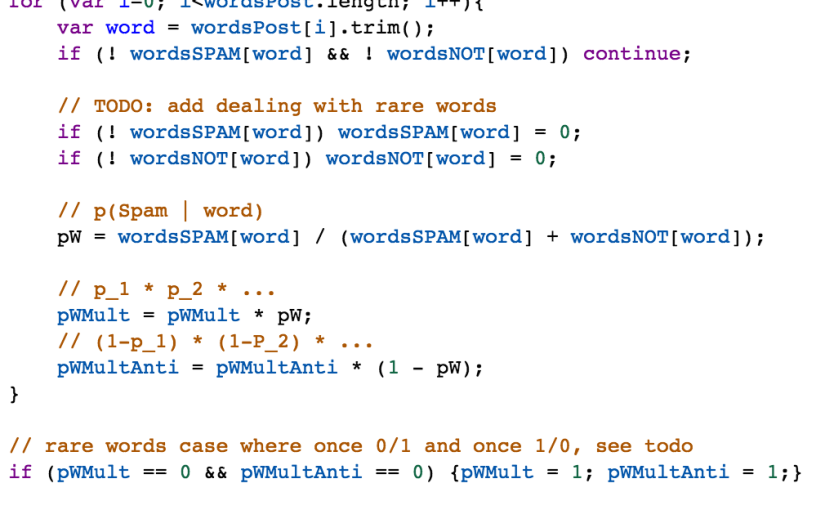 for (var i=0; i<wordsPost.length; i++){
    var word = wordsPost[i].trim();
    if (! wordsSPAM[word] && ! wordsNOT[word]) continue;

    // TODO: add dealing with rare words
    if (! wordsSPAM[word]) wordsSPAM[word] = 0;
    if (! wordsNOT[word]) wordsNOT[word] = 0;

    // p(Spam | word)
    pW = wordsSPAM[word] / (wordsSPAM[word] + wordsNOT[word]);

    // p_1 * p_2 * ...
    pWMult = pWMult * pW;
    // (1-p_1) * (1-P_2) * ...
    pWMultAnti = pWMultAnti * (1 - pW);
}

// rare words case where once 0/1 and once 1/0, see todo
if (pWMult == 0 && pWMultAnti == 0) {pWMult = 1; pWMultAnti = 1;}